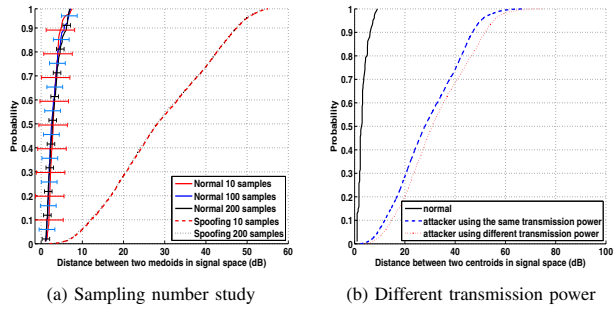 1
0.9
0.8
0.7
0.6
0.5
0.4
0.3
0.2
0.1
0
Probability
0 10 20 30 40 50 60
Distance between two medoids in signal space (dB)
Normal 10 samples
Normal 100 samples
Normal 200 samples
Spoofing 10 samples
Spoofing 200 samples
(a) Sampling number study
1
0.9
0.8
0.7
0.6
0.5
0.4
0.3
0.2
0.1
0
Probability
0 20 40 60 80 100
Distance between two centroids in signal space (dB)
normal
attacker using the same transmission power
attacker using different transmission power
(b) Different transmission power